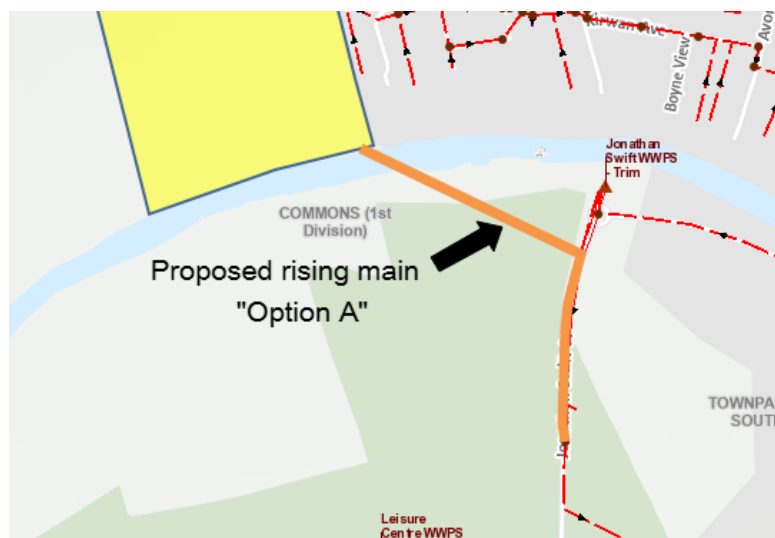 Kirwan Ave
Avon
Boyne View
Jonathan
Swift WWPS
- Trim
COMMONS (1st
Division)
Proposed rising main
"Option A"
TOWNPA
SOUT
Leisure
Centre WWPS